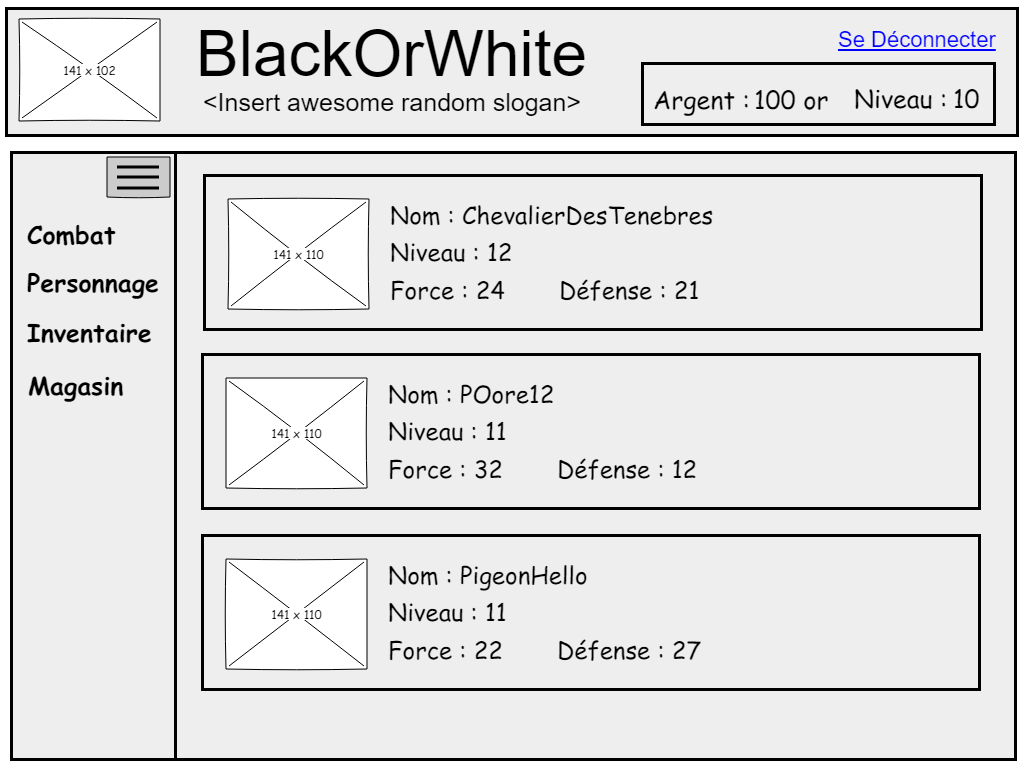 141 x 102
BlackOrWhite
<Insert awesome random slogan>
Se Déconnecter
Argent : 100 or Niveau : 10
Combat
Personnage
Inventaire
Magasin
141 x 110
Nom : ChevalierDesTenebres
Niveau : 12
Force : 24 Défense : 21
141 x 110
Nom : POore12
Niveau : 11
Force : 32 Défense : 12
141 x 110
Nom : PigeonHello
Niveau : 11
Force : 22 Défense : 27